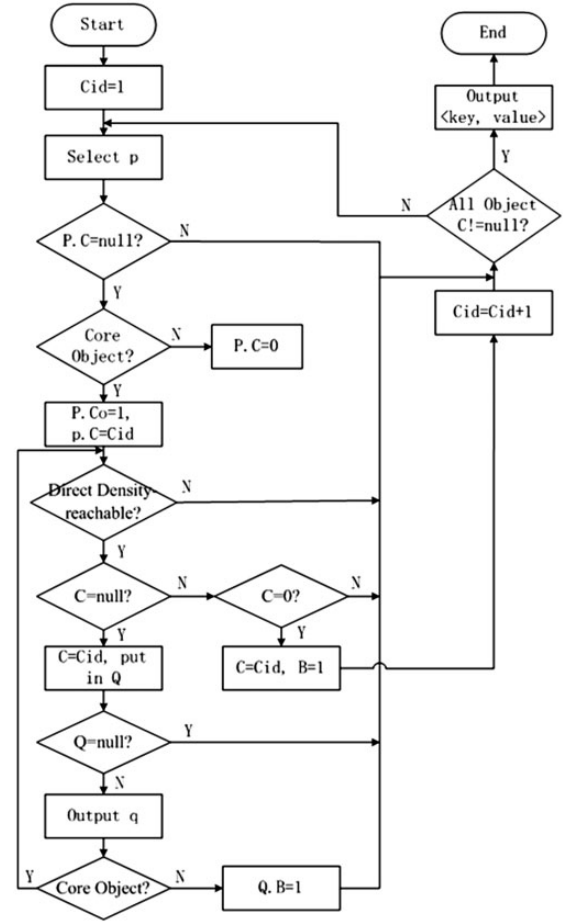 Start
End
Cid=1
Output
<key, value>
Select p
Y
N
All Object
C!=null?
P.C=null?
N
Y
Cid=Cid+1
Core
Object?
N
P.C=0
Y
P.Co=1,
p.C=Cid
Direct Density-
reachable?
N
Y
C=null?
N
C=0?
N
Y
Y
C=Cid, put
in Q
C=Cid, B=1
Q=null?
Y
N
Output q
Y
Core Object?
N
Q.B=1